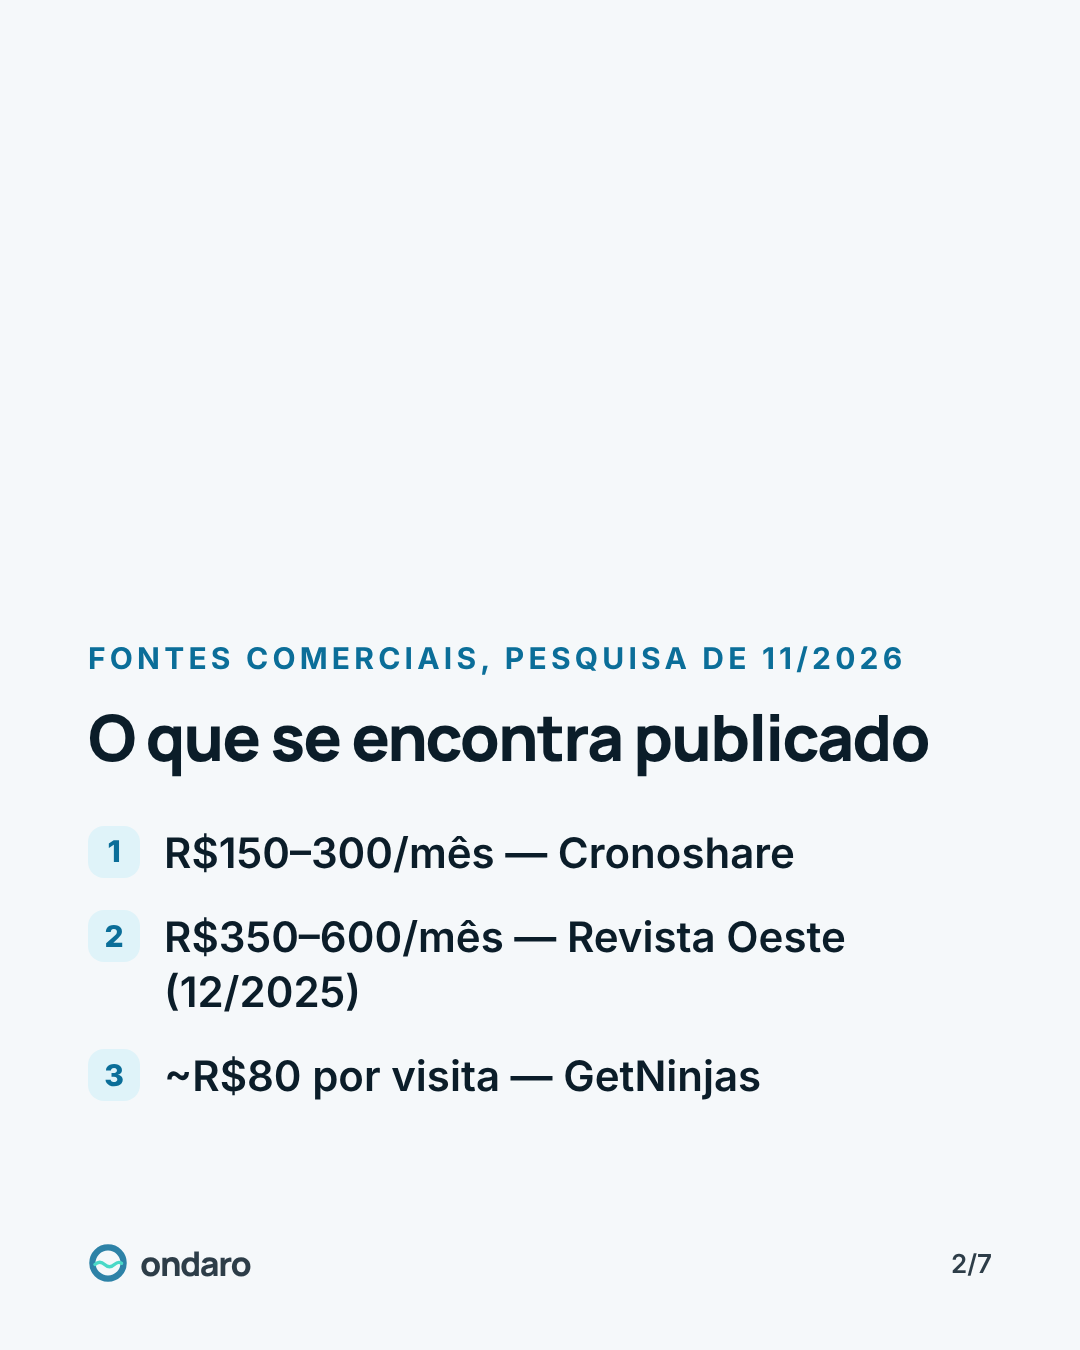 FONTES COMERCIAIS, PESQUISA DE 11/2026
O que se encontra publicado
1 R$150–300/mês — Cronoshare
2 R$350–600/mês — Revista Oeste
(12/2025)
3 ~R$80 por visita — GetNinjas
ondaro 2/7